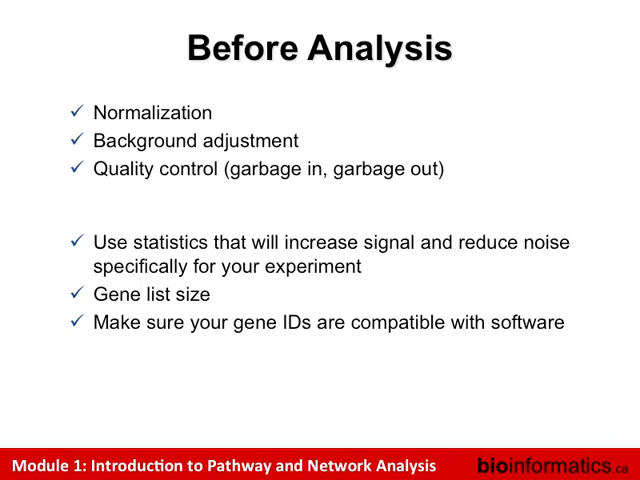 Before Analysis
✓ Normalization
✓ Background adjustment
✓ Quality control (garbage in, garbage out)
✓ Use statistics that will increase signal and reduce noise
specifically for your experiment
✓ Gene list size
✓ Make sure your gene IDs are compatible with software
Module 1: Introduction to Pathway and Network Analysis
bioinformatics.ca